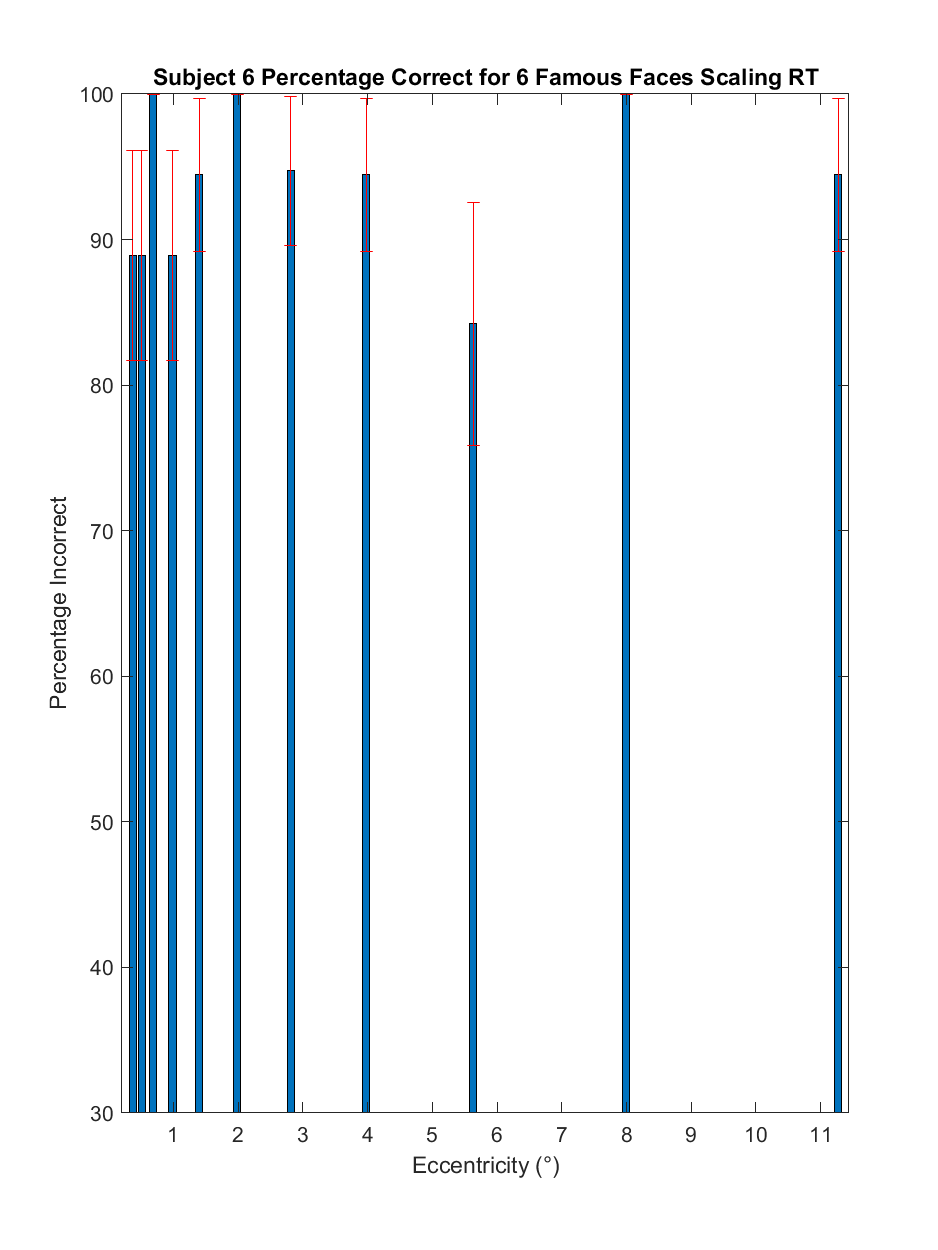 Subject 6 Percentage Correct for 6 Famous Faces Scaling RT
100
90
80
70
60
50
40
30
Percentage Incorrect
1 2 3 4 5 6 7 8 9 10 11
Eccentricity (°)